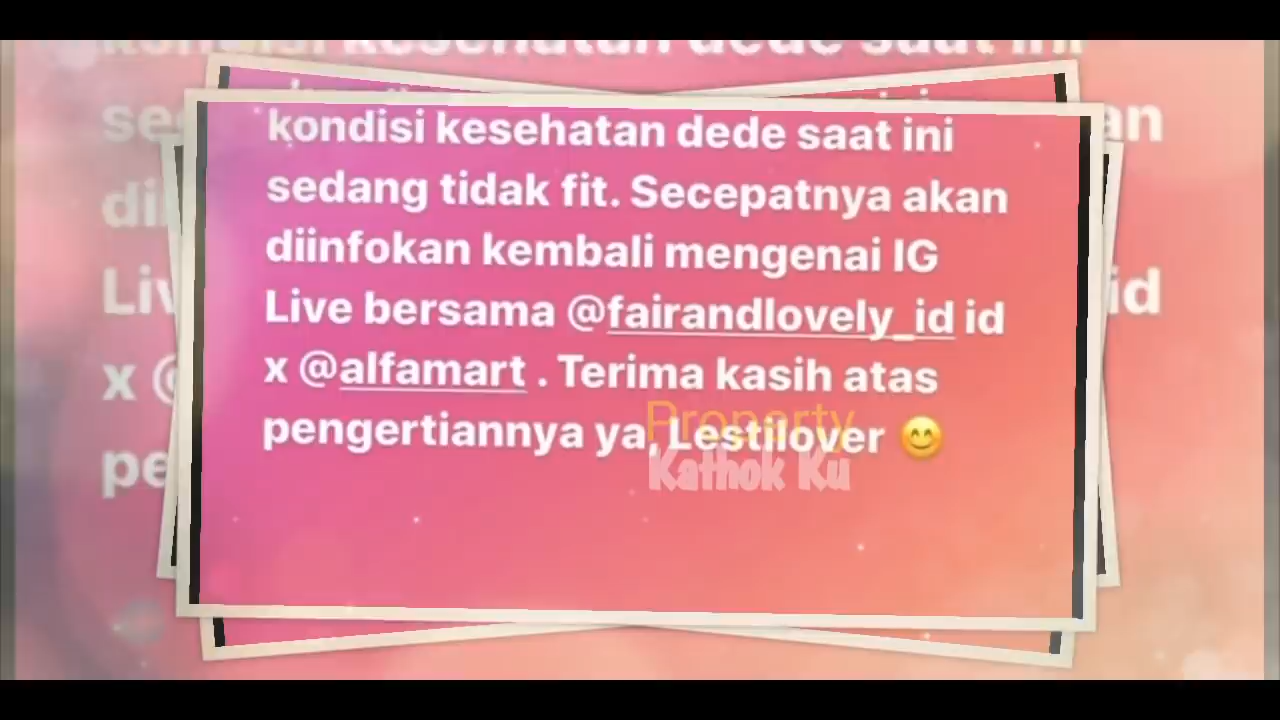 kondisi kesehatan dede saat ini
sedang tidak fit. Secepatnya akan
diinfokan kembali mengenai IG
Live bersama @fairandlovely_id id
x @alfamart . Terima kasih atas
pengertiannya ya, Lestilover 😊
Property
Kathok Ku